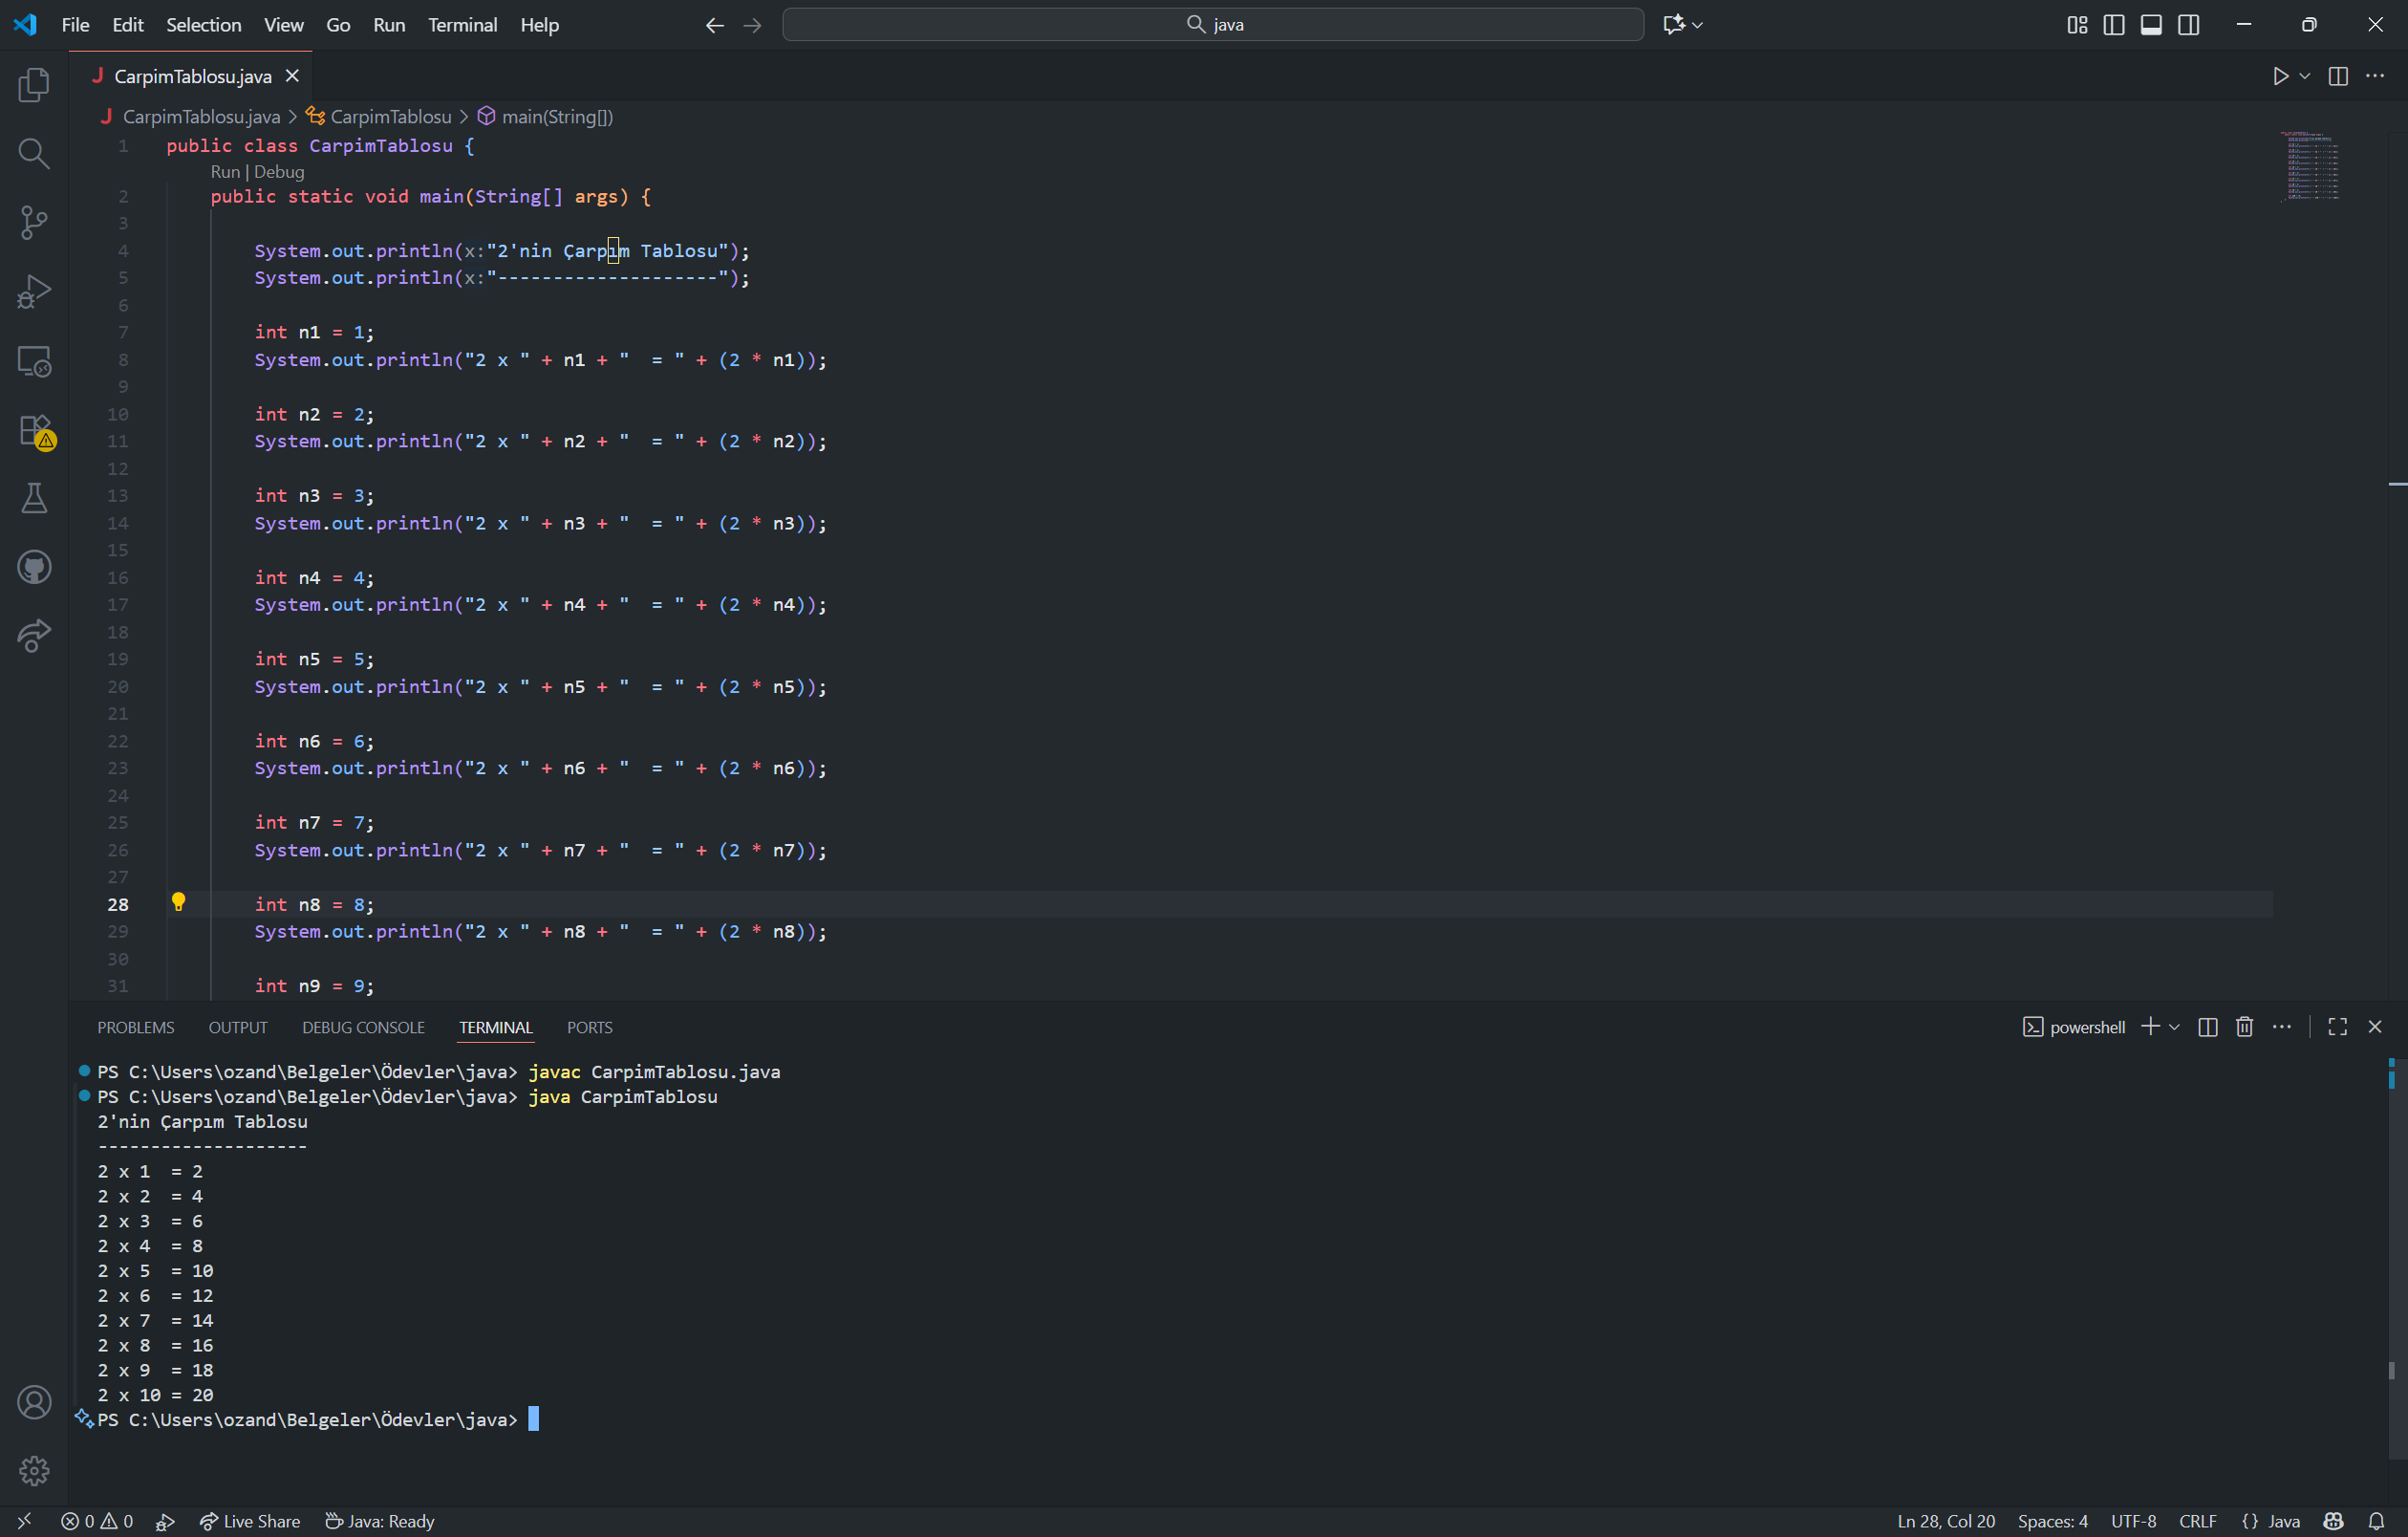 File Edit Selection View Go Run Terminal Help
java
CarpimTablosu.java
CarpimTablosu.java > CarpimTablosu > main(String[])
1 public class CarpimTablosu {
Run | Debug
2 public static void main(String[] args) {
3
4 System.out.println(x:"2'nin Çarpım Tablosu");
5 System.out.println(x:"--------------------");
6
7 int n1 = 1;
8 System.out.println("2 x " + n1 + "  = " + (2 * n1));
9
10 int n2 = 2;
11 System.out.println("2 x " + n2 + "  = " + (2 * n2));
12
13 int n3 = 3;
14 System.out.println("2 x " + n3 + "  = " + (2 * n3));
15
16 int n4 = 4;
17 System.out.println("2 x " + n4 + "  = " + (2 * n4));
18
19 int n5 = 5;
20 System.out.println("2 x " + n5 + "  = " + (2 * n5));
21
22 int n6 = 6;
23 System.out.println("2 x " + n6 + "  = " + (2 * n6));
24
25 int n7 = 7;
26 System.out.println("2 x " + n7 + "  = " + (2 * n7));
27
28 int n8 = 8;
29 System.out.println("2 x " + n8 + "  = " + (2 * n8));
30
31 int n9 = 9;
PROBLEMS OUTPUT DEBUG CONSOLE TERMINAL PORTS powershell
PS C:\Users\ozand\Belgeler\Ödevler\java> javac CarpimTablosu.java
PS C:\Users\ozand\Belgeler\Ödevler\java> java CarpimTablosu
2'nin Çarpım Tablosu
--------------------
2 x 1  = 2
2 x 2  = 4
2 x 3  = 6
2 x 4  = 8
2 x 5  = 10
2 x 6  = 12
2 x 7  = 14
2 x 8  = 16
2 x 9  = 18
2 x 10 = 20
PS C:\Users\ozand\Belgeler\Ödevler\java>
0 0 Live Share Java: Ready Ln 28, Col 20 Spaces: 4 UTF-8 CRLF {} Java